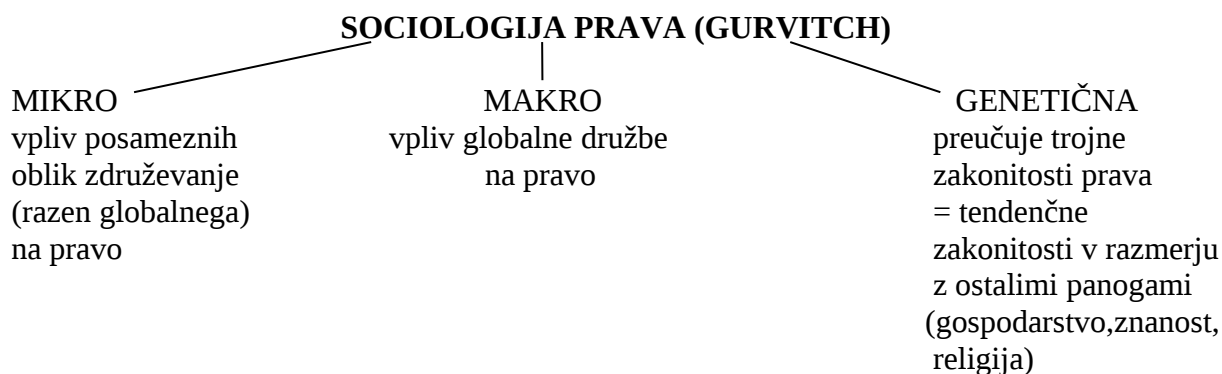 SOCIOLOGIJA PRAVA (GURVITCH)
MIKRO
vpliv posameznih
oblik združevanje
(razen globalnega)
na pravo
MAKRO
vpliv globalne družbe
na pravo
GENETIČNA
preučuje trojne
zakonitosti prava
= tendenčne
zakonitosti v razmerju
z ostalimi panogami
(gospodarstvo,znanost,
religija)